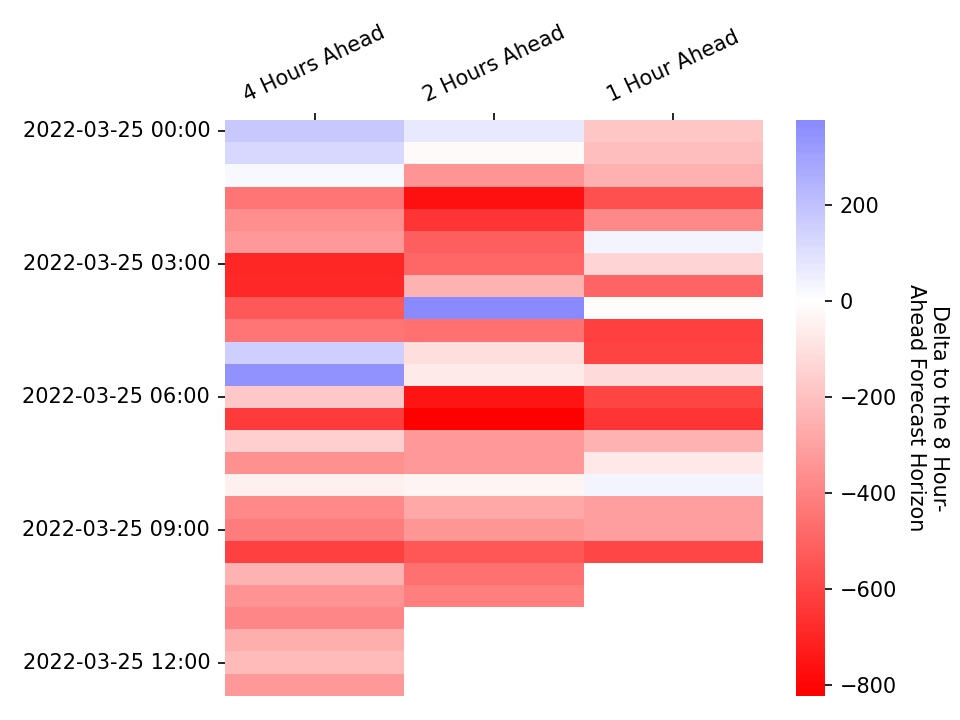 4 Hours Ahead
2 Hours Ahead
1 Hour Ahead
2022-03-25 00:00
2022-03-25 03:00
2022-03-25 06:00
2022-03-25 09:00
2022-03-25 12:00
200
0
−200
−400
−600
−800
Delta to the 8 Hour-
Ahead Forecast Horizon